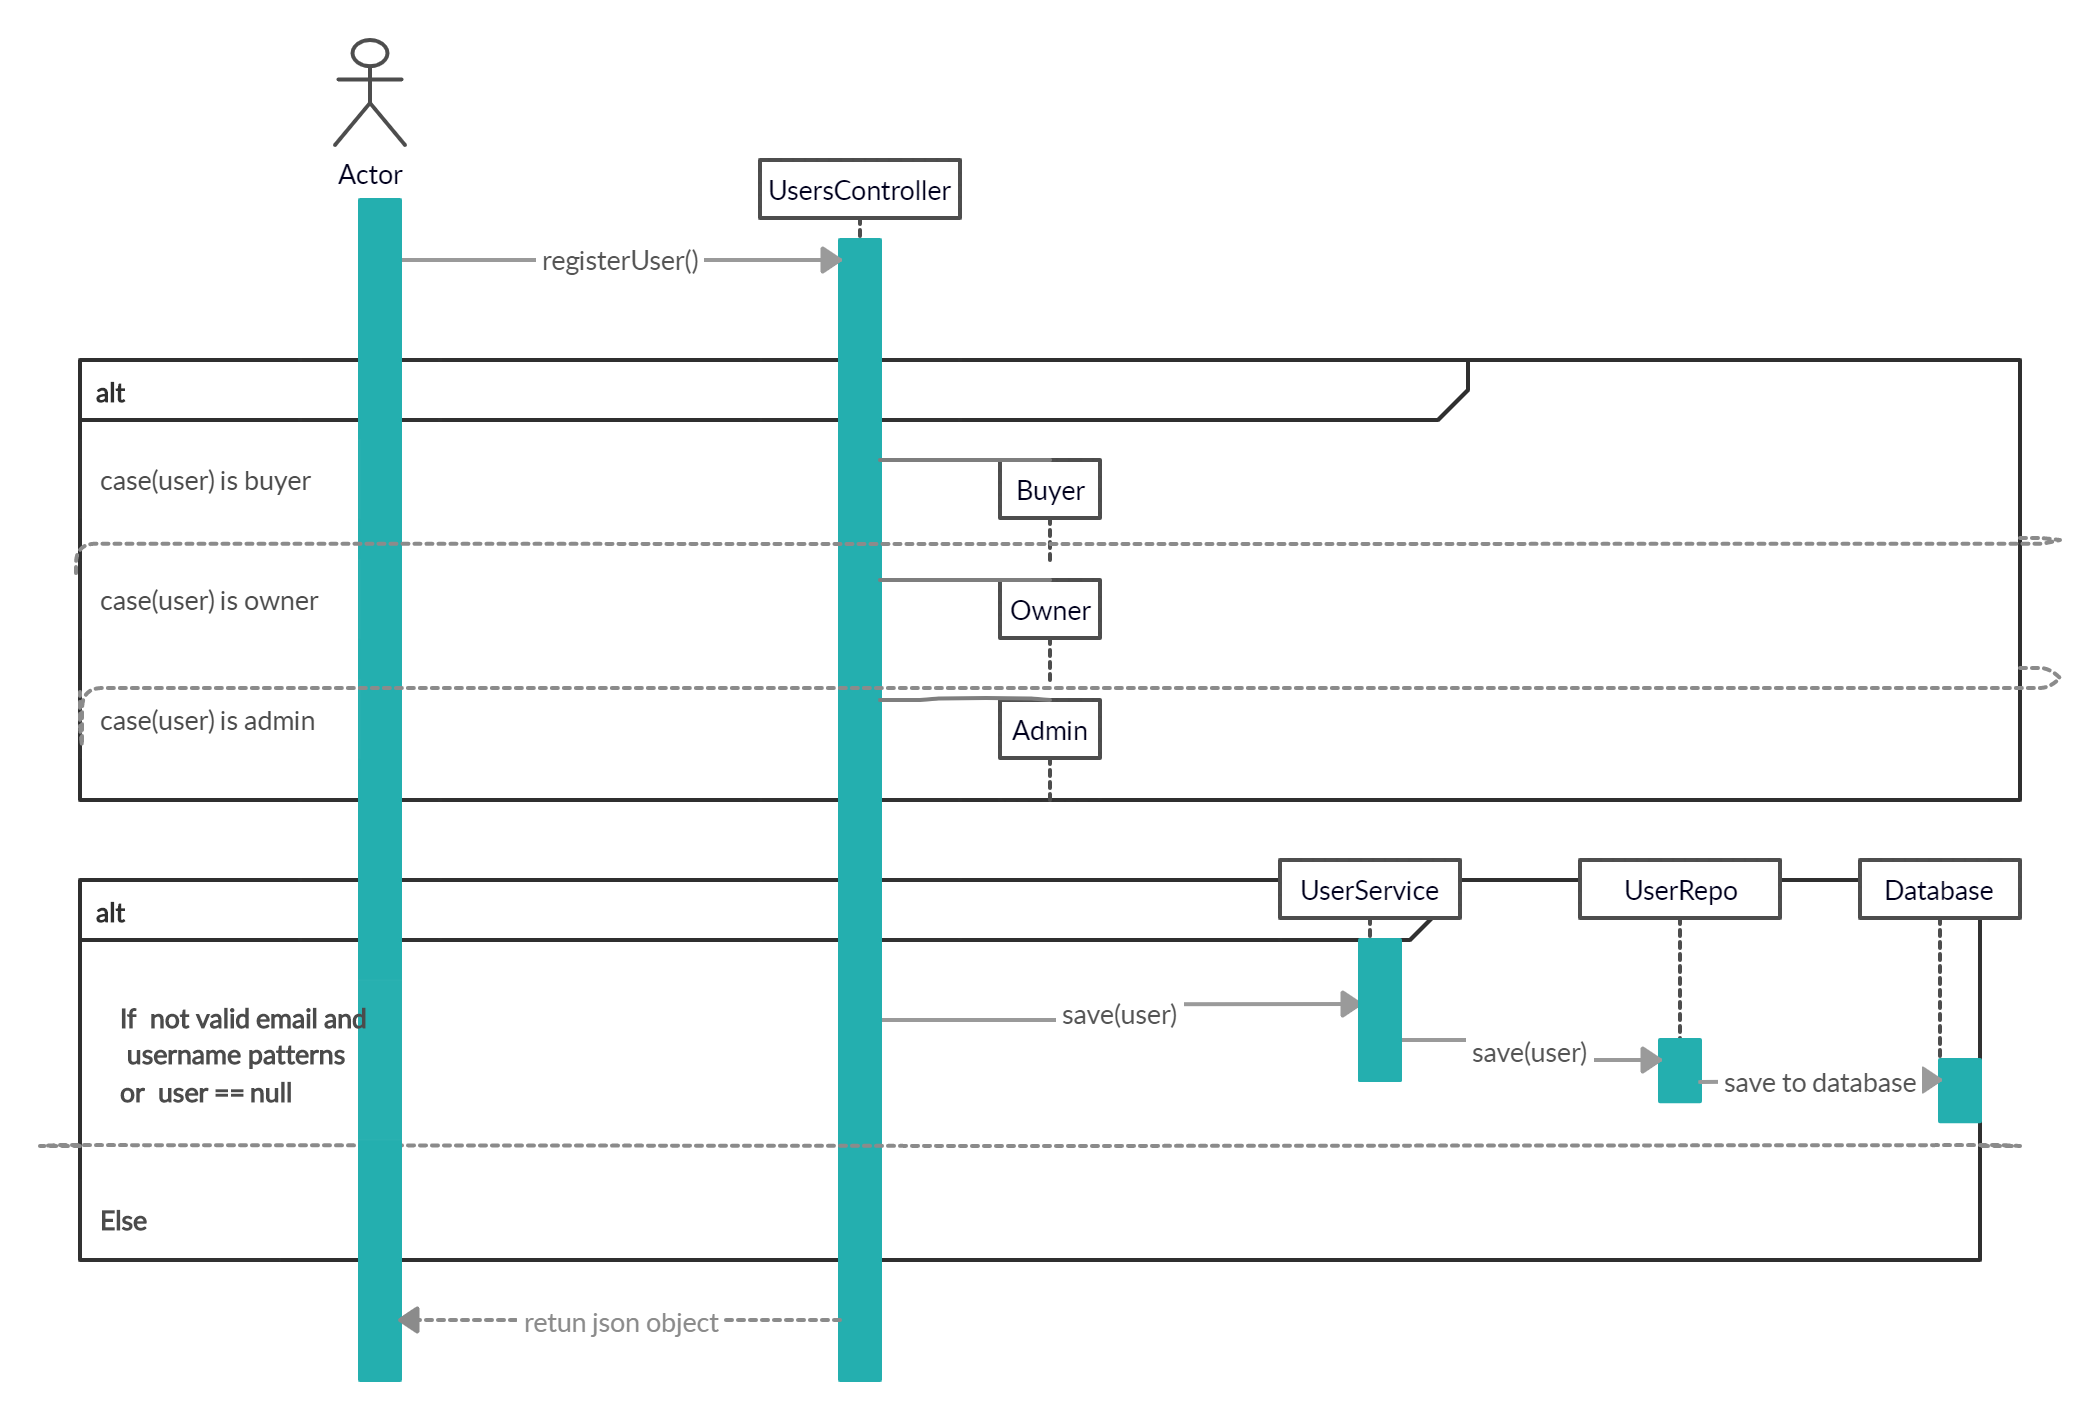 Actor
UsersController
registerUser()
alt
case(user) is buyer
Buyer
case(user) is owner
Owner
case(user) is admin
Admin
UserService
UserRepo
Database
alt
If  not valid email and
username patterns
or  user == null
save(user)
save(user)
save to database
Else
retun json object